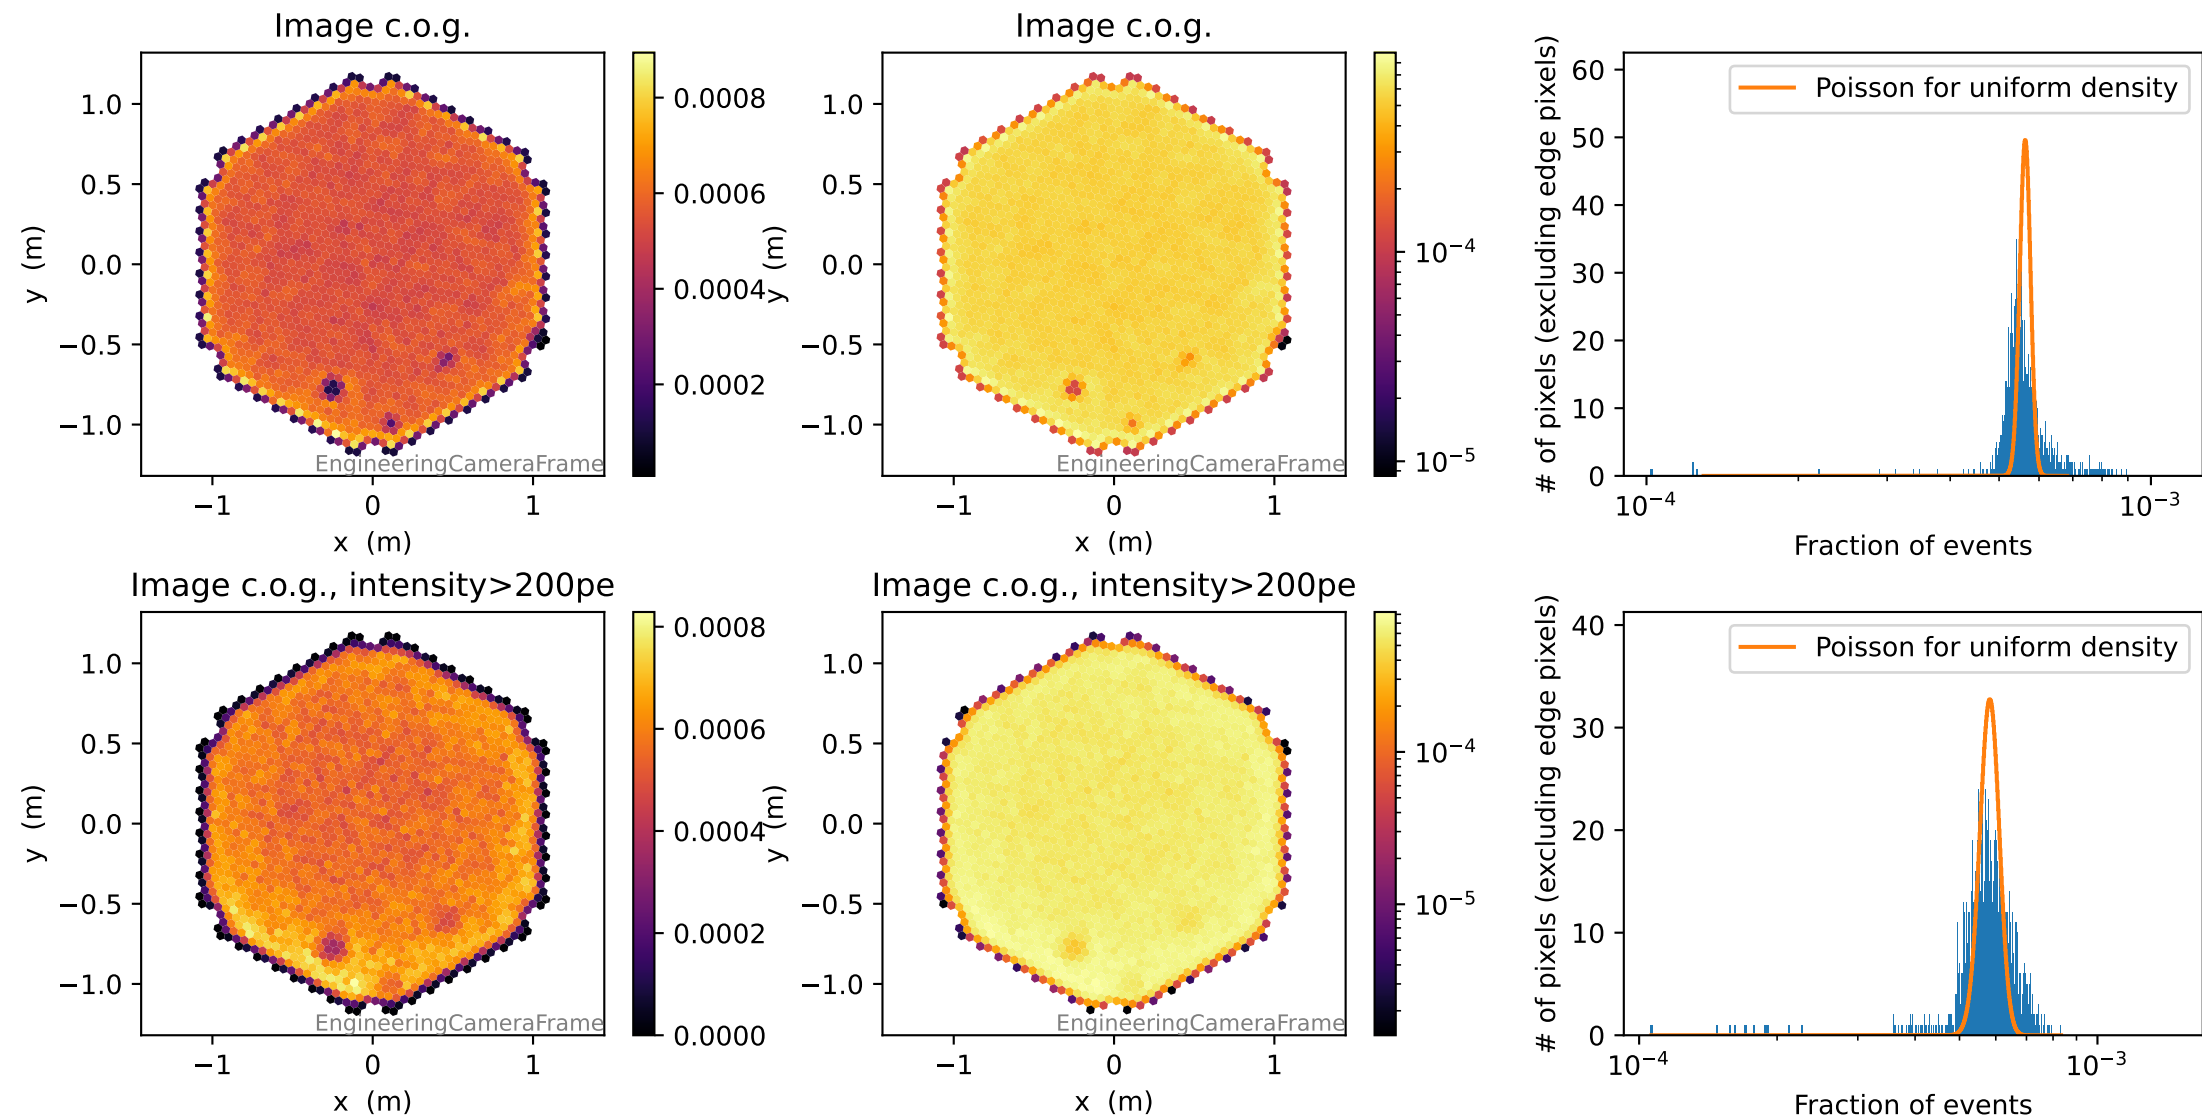 Image c.o.g.
1.0
0.5
0.0
−0.5
−1.0
y (m)
−1
0
1
x (m)
EngineeringCameraFrame
0.0008
0.0006
0.0004
0.0002
Image c.o.g.
1.0
0.5
0.0
−0.5
−1.0
y (m)
−1
0
1
x (m)
EngineeringCameraFrame
10⁻⁴
10⁻⁵
Poisson for uniform density
60
50
40
30
20
10
0
# of pixels (excluding edge pixels)
10⁻⁴
10⁻³
Fraction of events
Image c.o.g., intensity>200pe
1.0
0.5
0.0
−0.5
−1.0
y (m)
−1
0
1
x (m)
EngineeringCameraFrame
0.0008
0.0006
0.0004
0.0002
0.0000
Image c.o.g., intensity>200pe
1.0
0.5
0.0
−0.5
−1.0
y (m)
−1
0
1
x (m)
EngineeringCameraFrame
10⁻⁴
10⁻⁵
Poisson for uniform density
40
30
20
10
0
# of pixels (excluding edge pixels)
10⁻⁴
10⁻³
Fraction of events